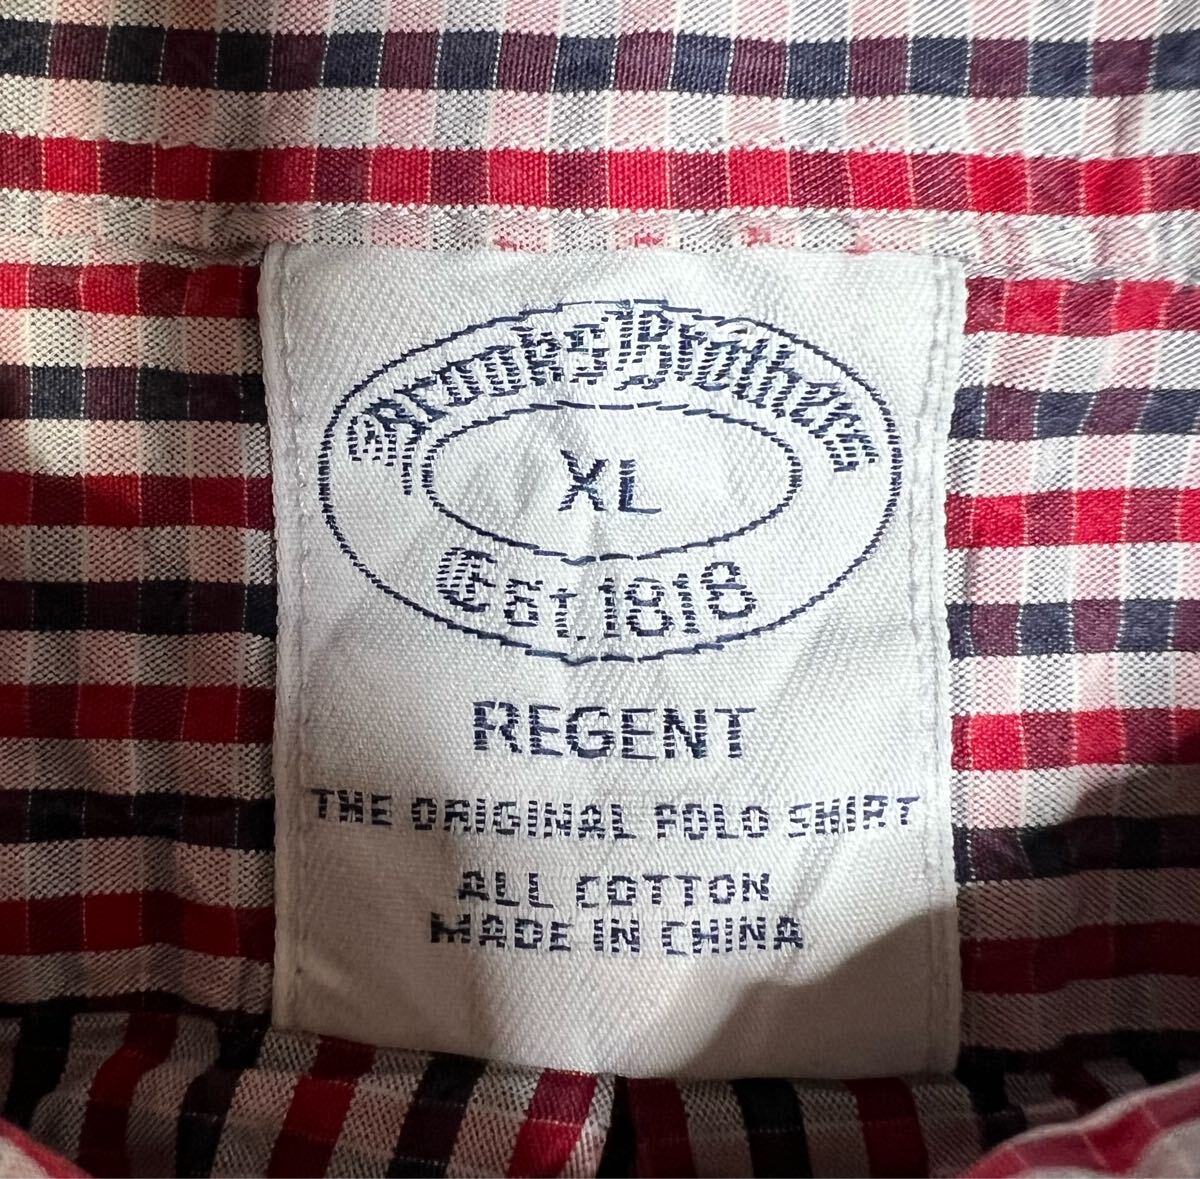 Brooks Brothers
XL
Est. 1818
REGENT
THE ORIGINAL POLO SHIRT
ALL COTTON
MADE IN CHINA